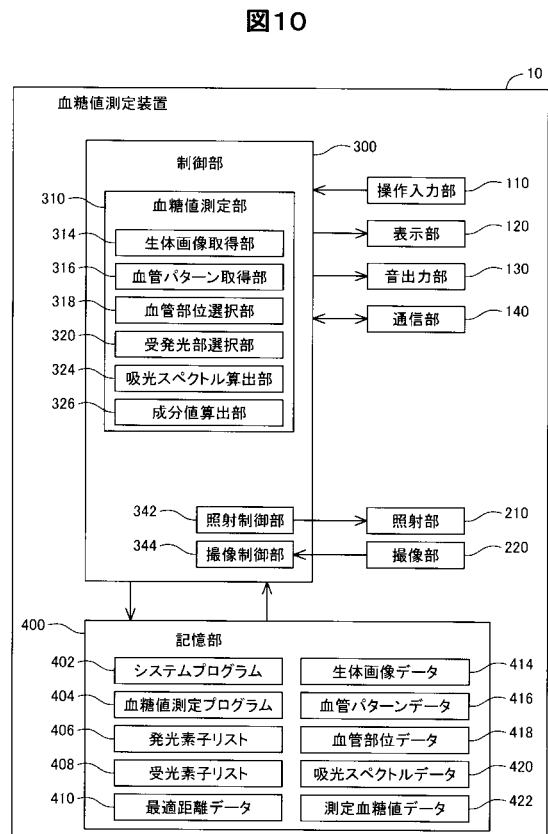 図10
10
血糖値測定装置
制御部
300
310
血糖値測定部
314
生体画像取得部
316
血管パターン取得部
318
血管部位選択部
320
受発光部選択部
324
吸光スペクトル算出部
326
成分値算出部
操作入力部
110
表示部
120
音出力部
130
通信部
140
342
照射制御部
照射部
210
344
撮像制御部
撮像部
220
400
記憶部
402
システムプログラム
生体画像データ
414
404
血糖値測定プログラム
血管パターンデータ
416
406
発光素子リスト
血管部位データ
418
408
受光素子リスト
吸光スペクトルデータ
420
410
最適距離データ
測定血糖値データ
422